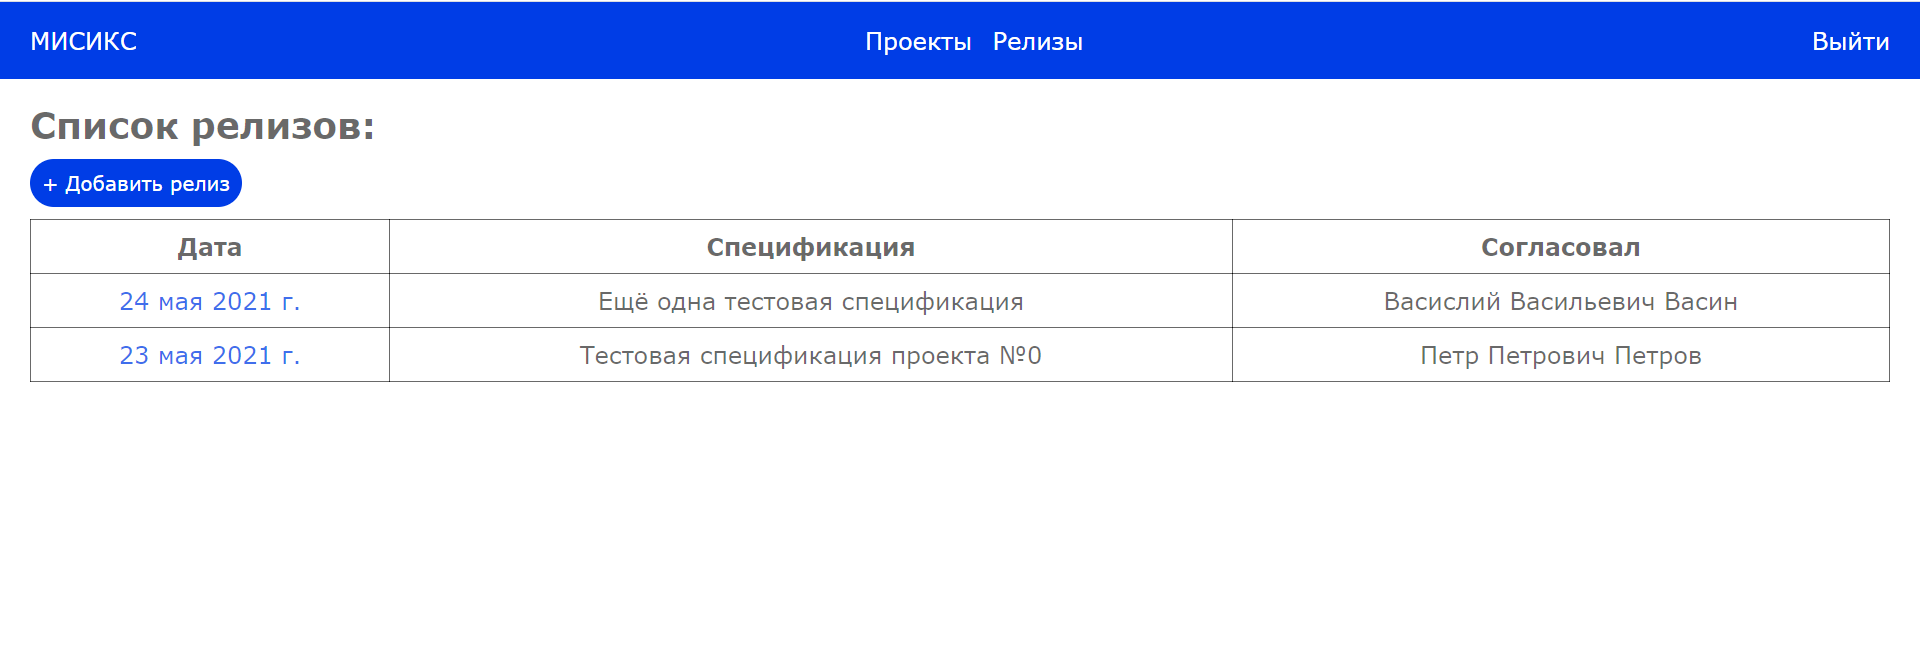 МИСИКС Проекты Релизы Выйти
Список релизов:
+ Добавить релиз
Дата Спецификация Согласовал
24 мая 2021 г. Ещё одна тестовая спецификация Васислий Васильевич Васин
23 мая 2021 г. Тестовая спецификация проекта №0 Петр Петрович Петров